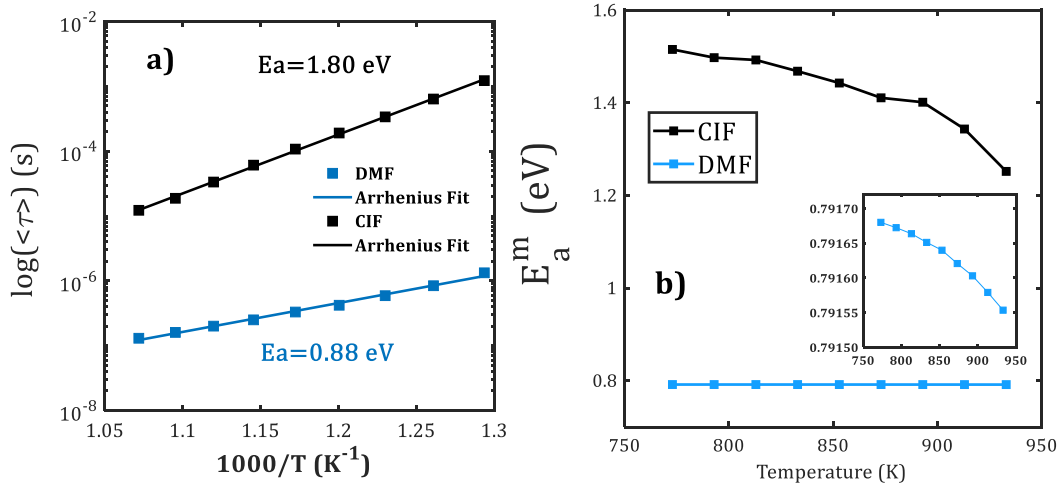 a)
Ea=1.80 eV
10⁻²
10⁻⁴
10⁻⁶
10⁻⁸
log(<τ>) (s)
DMF
Arrhenius Fit
CIF
Arrhenius Fit
Ea=0.88 eV
1.05
1.1
1.15
1.2
1.25
1.3
1000/T (K⁻¹)
1.6
1.4
1.2
1
0.8
E_a^m (eV)
CIF
DMF
b)
0.79170
0.79165
0.79160
0.79155
0.79150
750
800
850
900
950
750
800
850
900
950
Temperature (K)